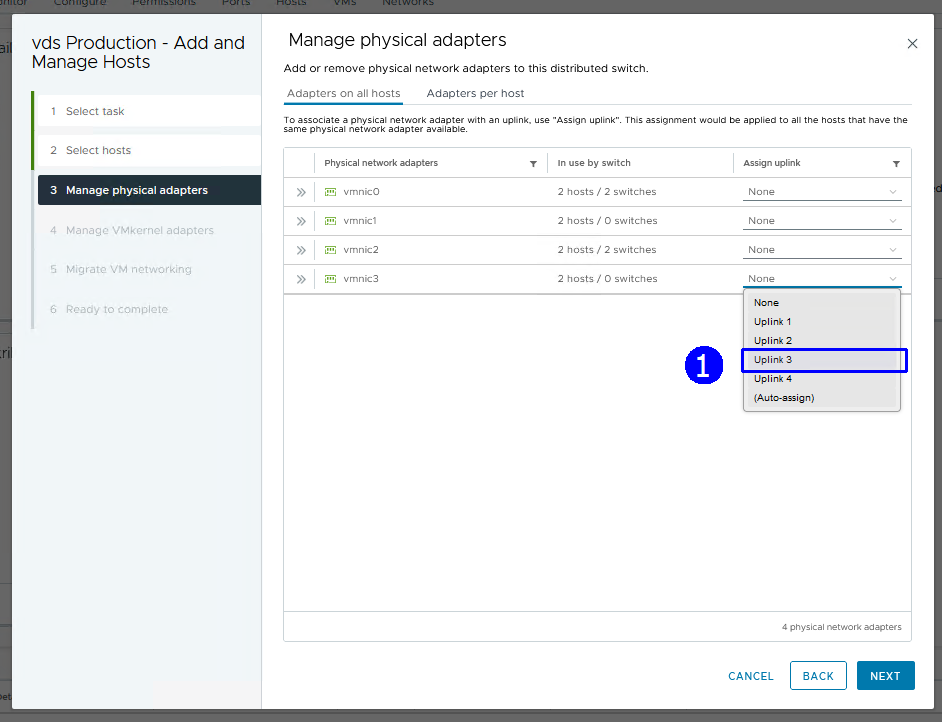 Configure Permissions Ports Hosts VMs Networks
vds Production - Add and
Manage Hosts
1 Select task
2 Select hosts
3 Manage physical adapters
4 Manage VMkernel adapters
5 Migrate VM networking
6 Ready to complete
Manage physical adapters
Add or remove physical network adapters to this distributed switch.
Adapters on all hosts Adapters per host
To associate a physical network adapter with an uplink, use "Assign uplink". This assignment would be applied to all the hosts that have the
same physical network adapter available.
Physical network adapters In use by switch Assign uplink
vmnic0 2 hosts / 2 switches None
vmnic1 2 hosts / 0 switches None
vmnic2 2 hosts / 2 switches None
vmnic3 2 hosts / 0 switches None
None
Uplink 1
Uplink 2
1 Uplink 3
Uplink 4
(Auto-assign)
4 physical network adapters
CANCEL BACK NEXT